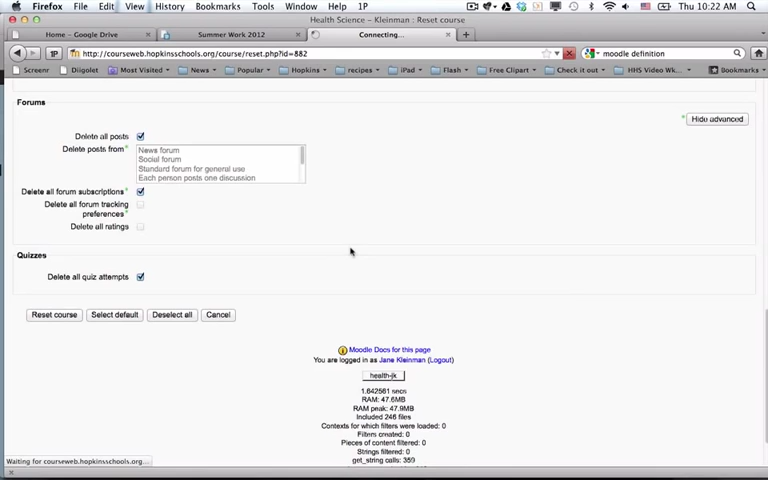 Firefox File Edit View History Bookmarks Tools Window Help 1P Thu 10:22 AM
Health Science – Kleinman : Reset course
Home – Google Drive Summer Work 2012 Connecting...
1P http://courseweb.hopkinsschools.org/course/reset.php?id=882 moodle definition
Screenr Diigolet Most Visited News Popular Hopkins recipes iPad Flash Free Clipart Check it out HHS Video Wk... Bookmarks
Forums
* Hide advanced
Delete all posts
Delete posts from
News forum
Social forum
Standard forum for general use
Each person posts one discussion
Delete all forum subscriptions*
Delete all forum tracking
preferences*
Delete all ratings
Quizzes
Delete all quiz attempts
Reset course Select default Deselect all Cancel
Moodle Docs for this page
You are logged in as Jane Kleinman (Logout)
health-jk
1.642561 secs
RAM: 47.6MB
RAM peak: 47.9MB
Included 246 files
Contexts for which filters were loaded: 0
Filters created: 0
Pieces of content filtered: 0
Strings filtered: 0
get_string calls: 359
Waiting for courseweb.hopkinsschools.org...